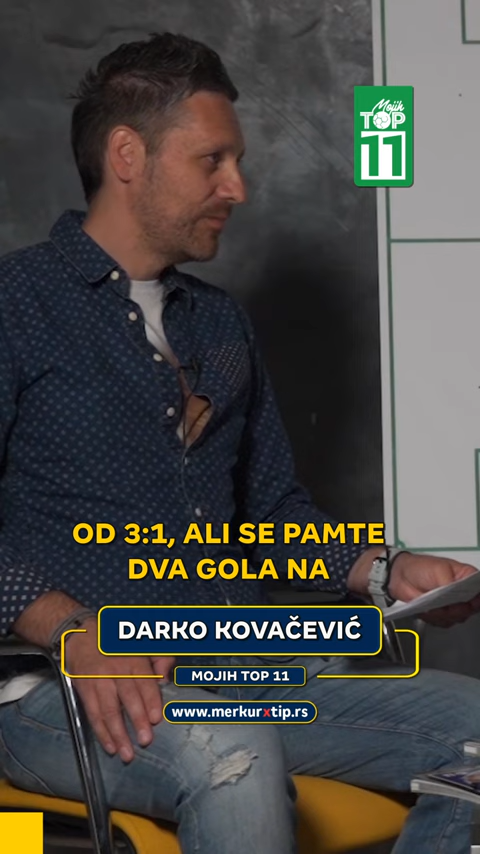 Mojih
TOP
11
OD 3:1, ALI SE PAMTE
DVA GOLA NA
DARKO KOVAČEVIĆ
MOJIH TOP 11
www.merkurxtip.rs